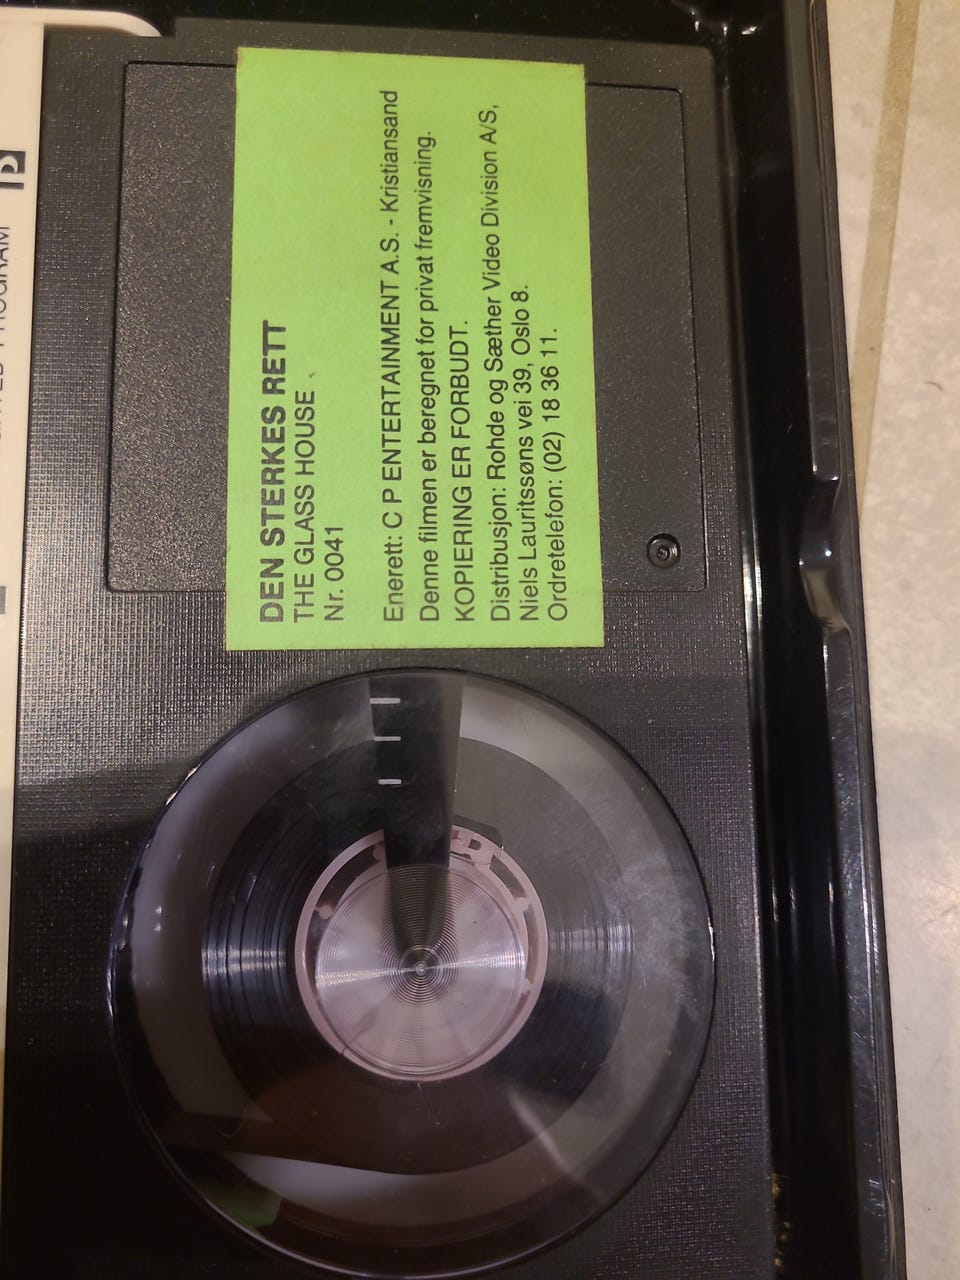 DEN STERKES RETT
THE GLASS HOUSE
Nr. 0041
Enerett: C P ENTERTAINMENT A.S. - Kristiansand
Denne filmen er beregnet for privat fremvisning.
KOPIERING ER FORBUDT.
Distribusjon: Rohde og Sæther Video Division A/S,
Niels Lauritssøns vei 39, Oslo 8.
Ordretelefon: (02) 18 36 11.
PROGRAM